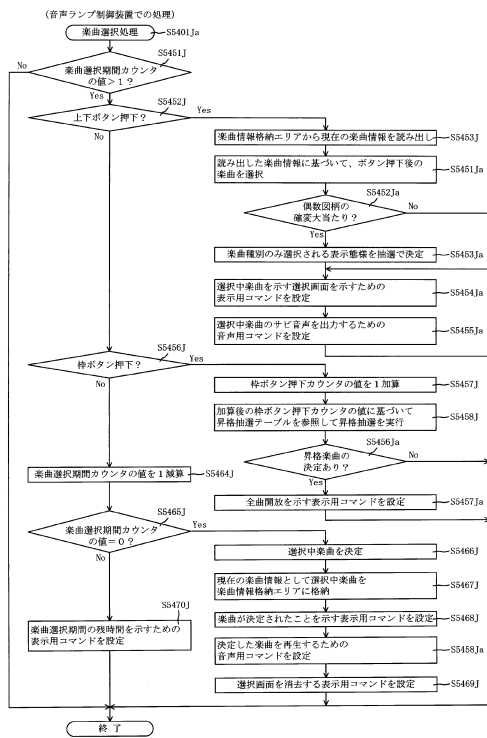 (音声ランプ制御装置での処理)
楽曲選択処理
S5401Ja
S5451J
楽曲選択期間カウンタ
の値>1?
No
Yes
S5452J
上下ボタン押下?
Yes
No
楽曲情報格納エリアから現在の楽曲情報を読み出し
S5453J
読み出した楽曲情報に基づいて、ボタン押下後の
楽曲を選択
S5451Ja
S5452Ja
偶数図柄の
確変大当たり?
No
Yes
楽曲種別のみ選択される表示態様を抽選で決定
S5453Ja
選択中楽曲を示す選択画面を示すための
表示用コマンドを設定
S5454Ja
選択中楽曲のサビ音声を出力するための
音声用コマンドを設定
S5455Ja
S5456J
枠ボタン押下?
Yes
No
枠ボタン押下カウンタの値を1加算
S5457J
加算後の枠ボタン押下カウンタの値に基づいて
昇格抽選テーブルを参照して昇格抽選を実行
S5458J
S5456Ja
昇格楽曲の
決定あり?
No
Yes
全曲開放を示す表示用コマンドを設定
S5457Ja
楽曲選択期間カウンタの値を1減算
S5464J
S5465J
楽曲選択期間カウンタ
の値=0?
Yes
No
選択中楽曲を決定
S5466J
現在の楽曲情報として選択中楽曲を
楽曲情報格納エリアに格納
S5467J
楽曲が決定されたことを示す表示用コマンドを設定
S5468J
決定した楽曲を再生するための
音声用コマンドを設定
S5458Ja
選択画面を消去する表示用コマンドを設定
S5469J
S5470J
楽曲選択期間の残時間を示すための
表示用コマンドを設定
終了